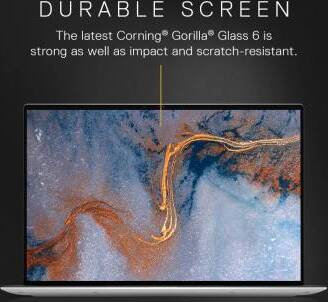 DURABLE SCREEN
The latest Corning® Gorilla® Glass 6 is
strong as well as impact and scratch-resistant.